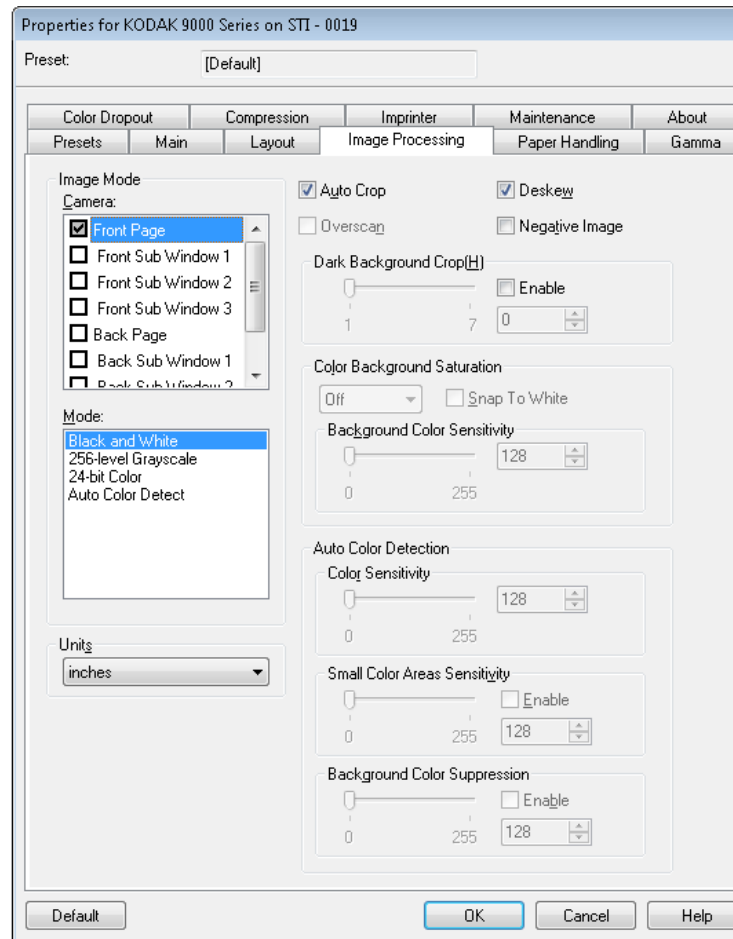 Properties for KODAK 9000 Series on STI - 0019
Preset: [Default]
Color Dropout Compression Imprinter Maintenance About
Presets Main Layout Image Processing Paper Handling Gamma
Image Mode
Camera:
Front Page
Front Sub Window 1
Front Sub Window 2
Front Sub Window 3
Back Page
Back Sub Window 1
Back Sub Window 2
Mode:
Black and White
256-level Grayscale
24-bit Color
Auto Color Detect
Units
inches
Auto Crop Deskew
Overscan Negative Image
Dark Background Crop(H)
Enable
1 7 0
Color Background Saturation
Off Snap To White
Background Color Sensitivity
128
0 255
Auto Color Detection
Color Sensitivity
128
0 255
Small Color Areas Sensitivity
Enable
0 255 128
Background Color Suppression
Enable
0 255 128
Default OK Cancel Help